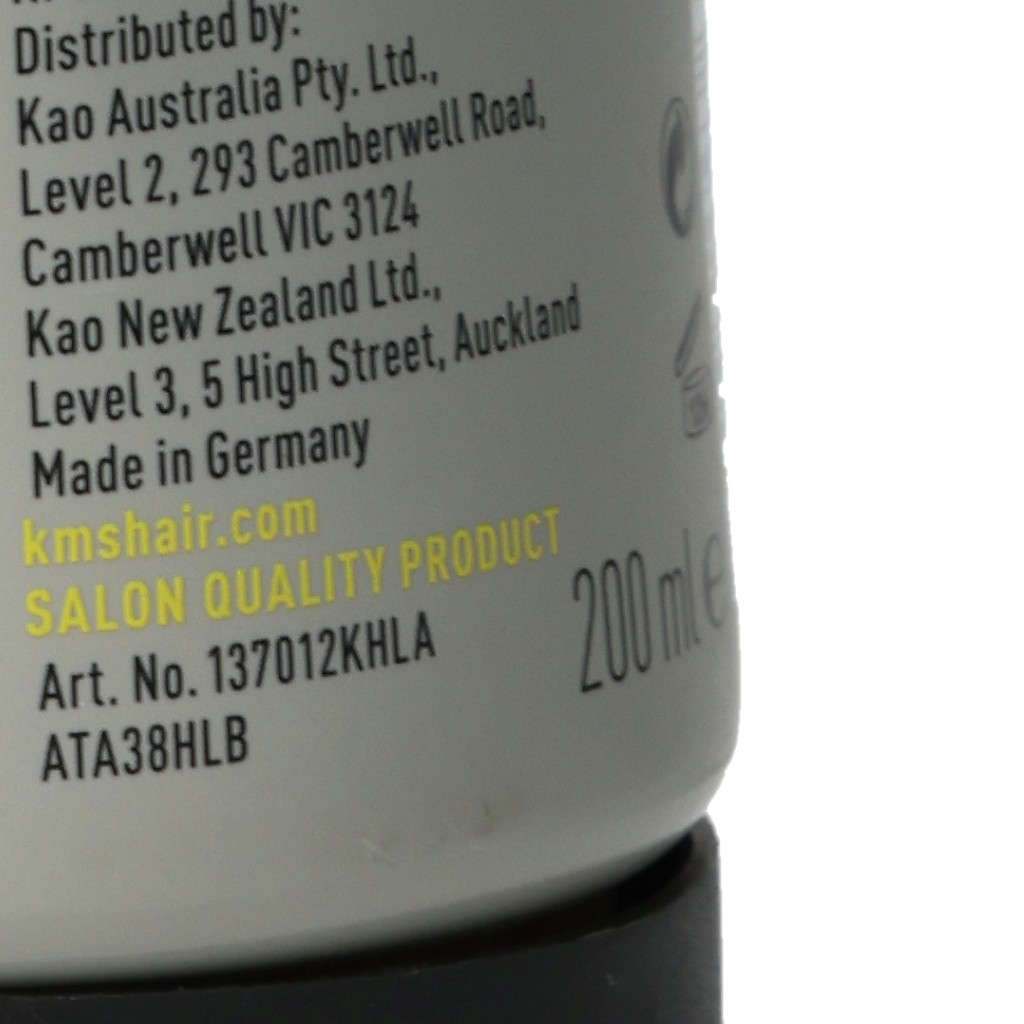 Distributed by:
Kao Australia Pty. Ltd.,
Level 2, 293 Camberwell Road,
Camberwell VIC 3124
Kao New Zealand Ltd.,
Level 3, 5 High Street, Auckland
Made in Germany
kmshair.com
SALON QUALITY PRODUCT
200 ml e
Art. No. 137012KHLA
ATA38HLB